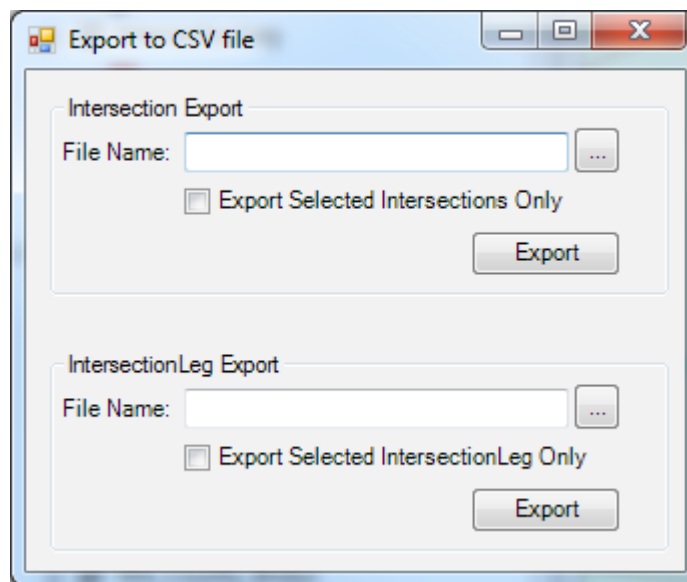 Export to CSV file
Intersection Export
File Name:
...
Export Selected Intersections Only
Export
IntersectionLeg Export
File Name:
...
Export Selected IntersectionLeg Only
Export